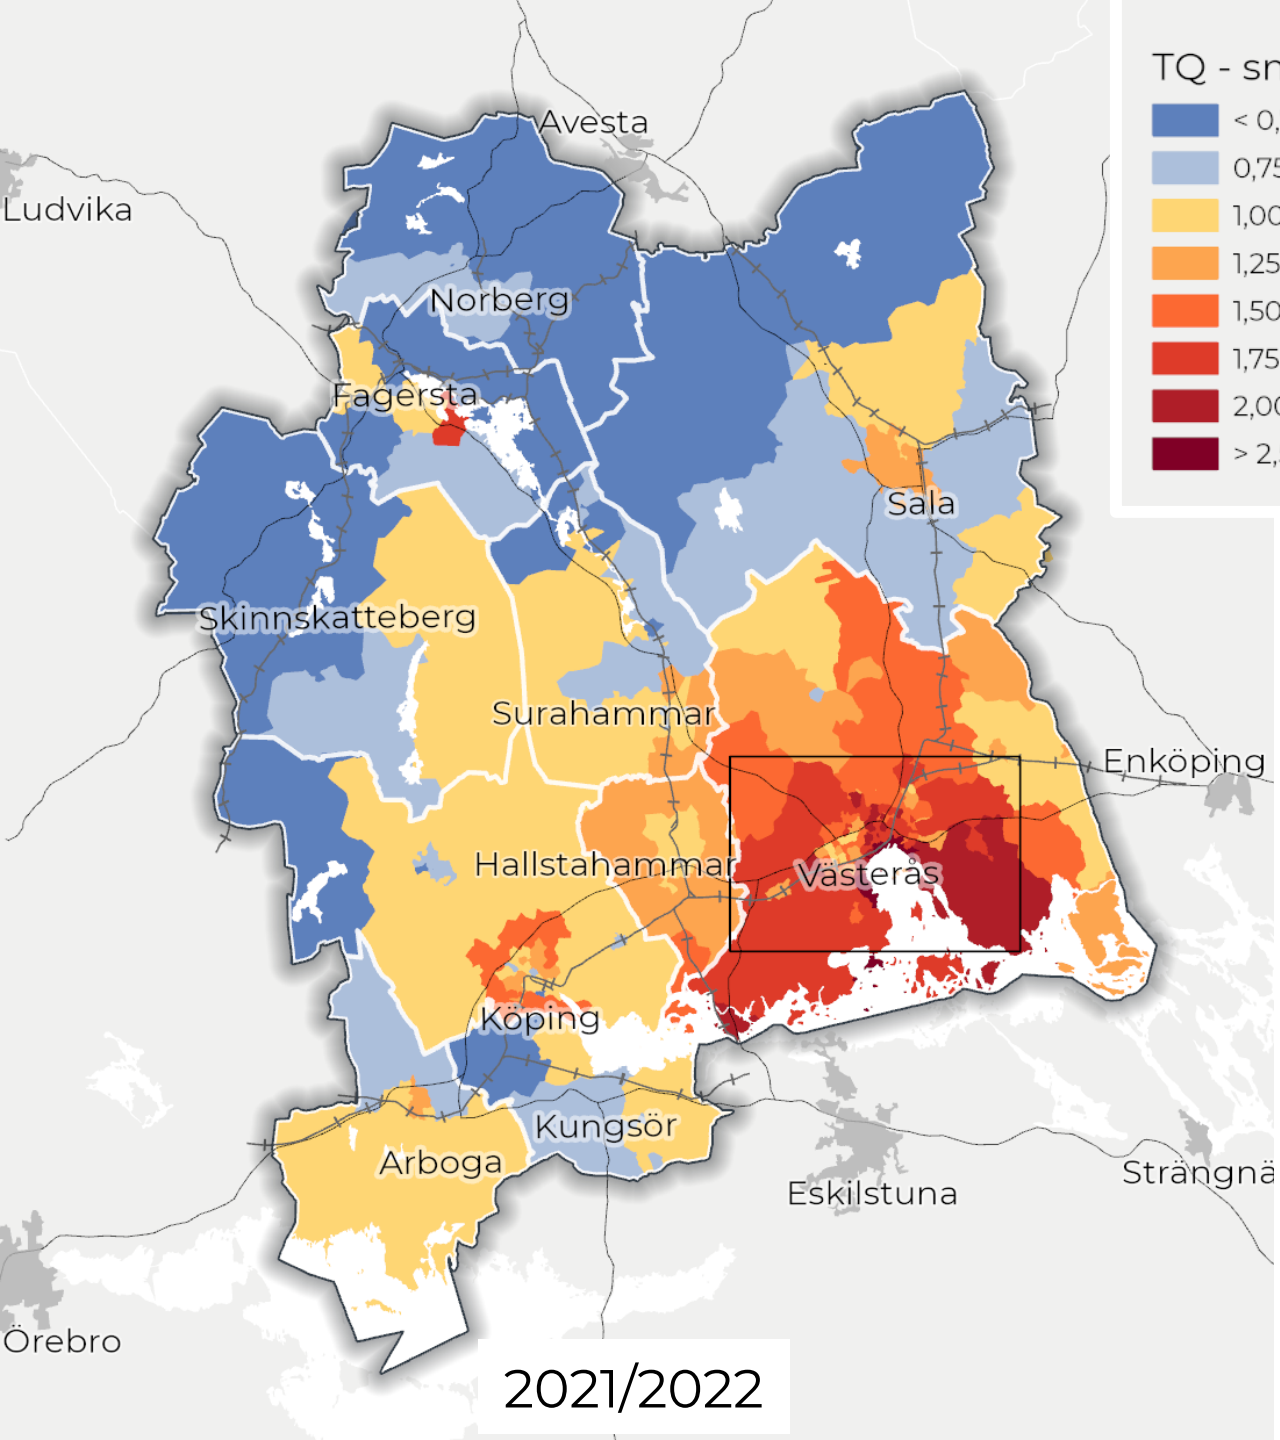 TQ - sn
Avesta
< 0,
0,75
Ludvika
1,00
1,25
Norberg
1,50
1,75
Fagersta
2,00
> 2,
Sala
Skinnskatteberg
Surahammar
Enköping
Hallstahammar
Västerås
Köping
Kungsör
Arboga
Strängnä
Eskilstuna
Örebro
2021/2022